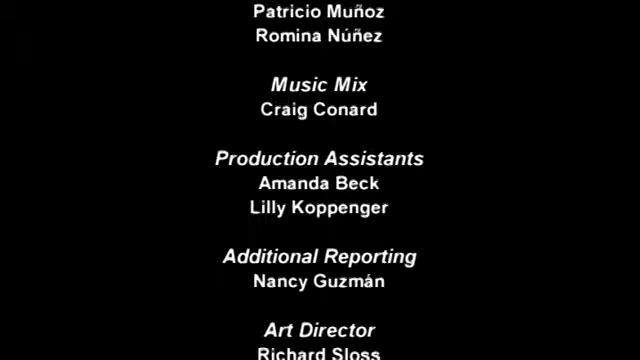 Patricio Muñoz
Romina Núñez
Music Mix
Craig Conard
Production Assistants
Amanda Beck
Lilly Koppenger
Additional Reporting
Nancy Guzmán
Art Director
Richard Sloss